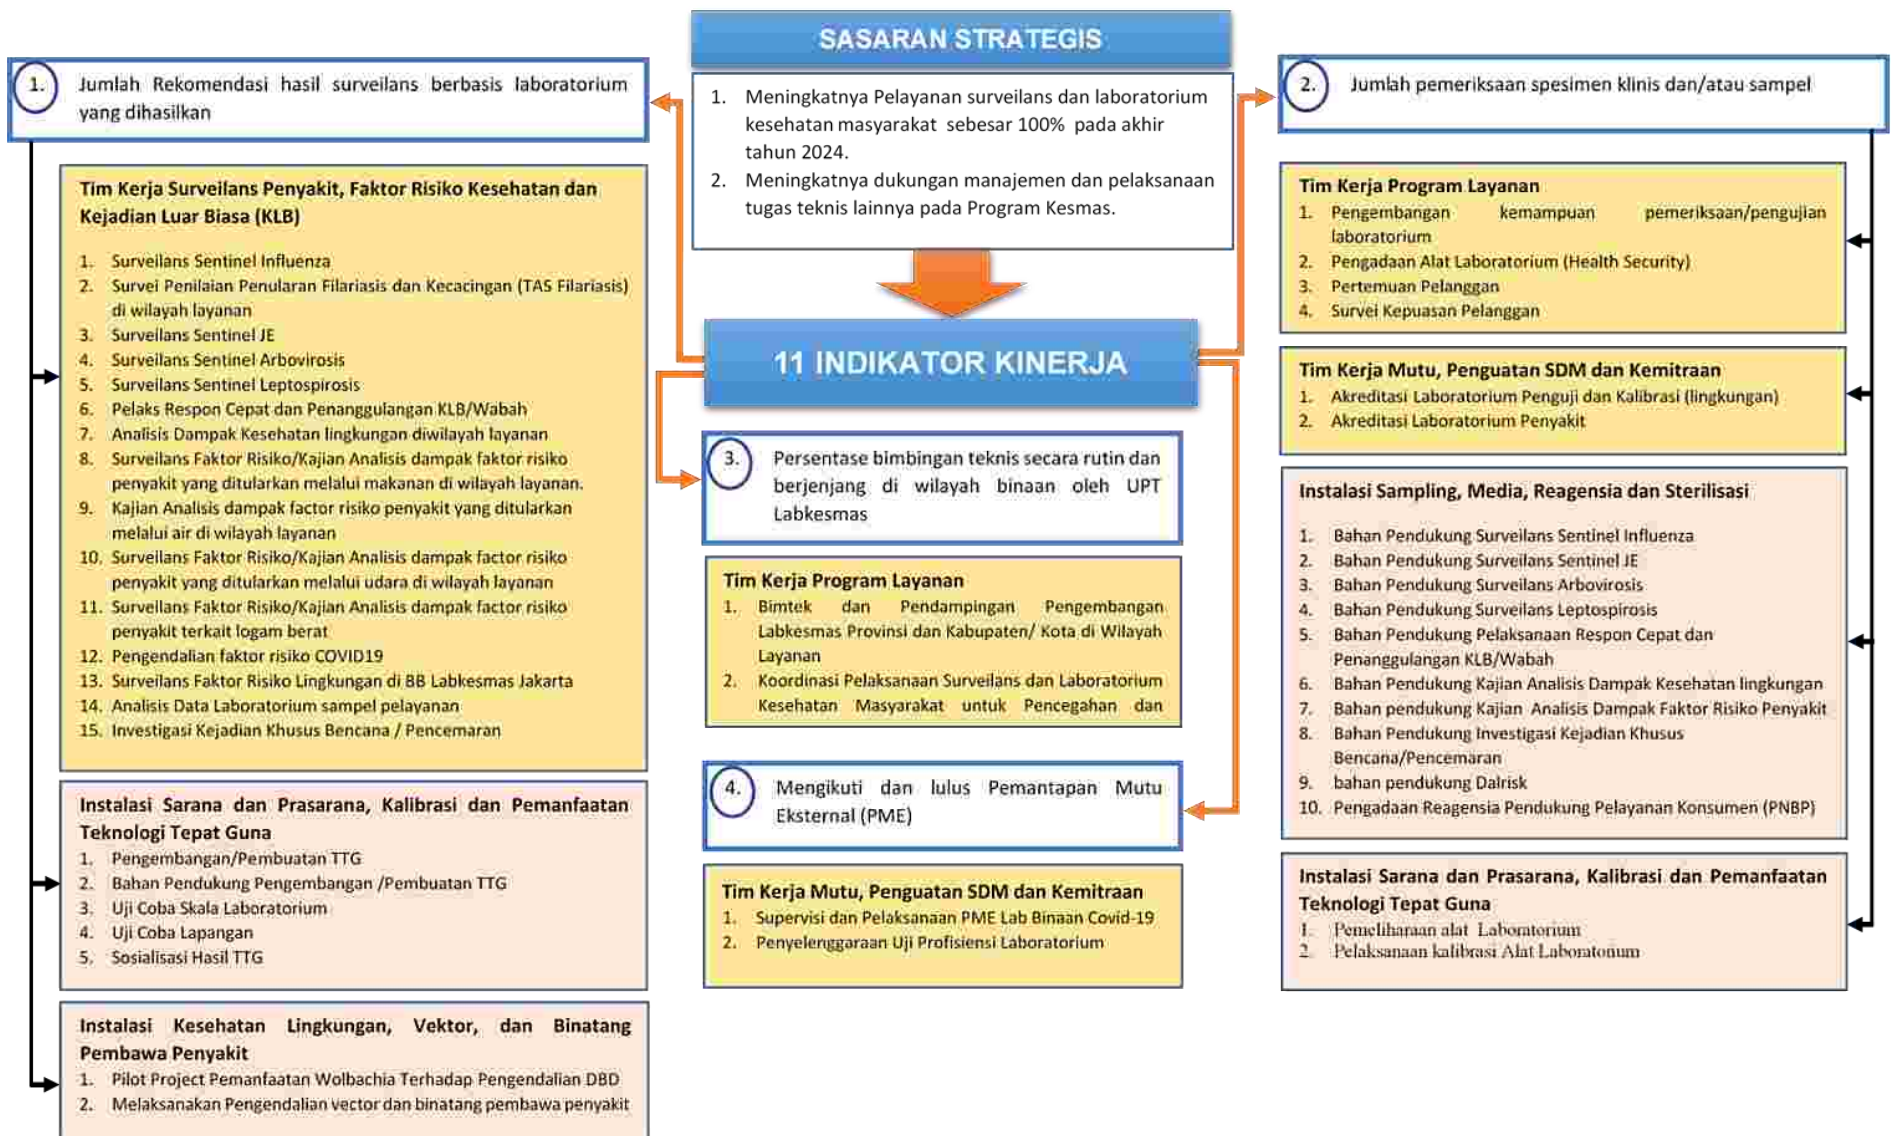 SASARAN STRATEGIS
1. Meningkatnya Pelayanan surveilans dan laboratorium
kesehatan masyarakat sebesar 100% pada akhir
tahun 2024.
2. Meningkatnya dukungan manajemen dan pelaksanaan
tugas teknis lainnya pada Program Kesmas.
11 INDIKATOR KINERJA
1. Jumlah Rekomendasi hasil surveilans berbasis laboratorium
yang dihasilkan
Tim Kerja Surveilans Penyakit, Faktor Risiko Kesehatan dan
Kejadian Luar Biasa (KLB)
1. Surveilans Sentinel Influenza
2. Survei Penilaian Penularan Filariasis dan Kecacingan (TAS Filariasis)
di wilayah layanan
3. Surveilans Sentinel JE
4. Surveilans Sentinel Arbovirosis
5. Surveilans Sentinel Leptospirosis
6. Pelaks Respon Cepat dan Penanggulangan KLB/Wabah
7. Analisis Dampak Kesehatan lingkungan diwilayah layanan
8. Surveilans Faktor Risiko/Kajian Analisis dampak faktor risiko
penyakit yang ditularkan melalui makanan di wilayah layanan.
9. Kajian Analisis dampak factor risiko penyakit yang ditularkan
melalui air di wilayah layanan
10. Surveilans Faktor Risiko/Kajian Analisis dampak factor risiko
penyakit yang ditularkan melalui udara di wilayah layanan
11. Surveilans Faktor Risiko/Kajian Analisis dampak factor risiko
penyakit terkait logam berat
12. Pengendalian faktor risiko COVID19
13. Surveilans Faktor Risiko Lingkungan di BB Labkesmas Jakarta
14. Analisis Data Laboratorium sampel pelayanan
15. Investigasi Kejadian Khusus Bencana / Pencemaran
Instalasi Sarana dan Prasarana, Kalibrasi dan Pemanfaatan
Teknologi Tepat Guna
1. Pengembangan/Pembuatan TTG
2. Bahan Pendukung Pengembangan /Pembuatan TTG
3. Uji Coba Skala Laboratorium
4. Uji Coba Lapangan
5. Sosialisasi Hasil TTG
Instalasi Kesehatan Lingkungan, Vektor, dan Binatang
Pembawa Penyakit
1. Pilot Project Pemanfaatan Wolbachia Terhadap Pengendalian DBD
2. Melaksanakan Pengendalian vector dan binatang pembawa penyakit
3. Persentase bimbingan teknis secara rutin dan
berjenjang di wilayah binaan oleh UPT
Labkesmas
Tim Kerja Program Layanan
1. Bimtek dan Pendampingan Pengembangan
Labkesmas Provinsi dan Kabupaten/ Kota di Wilayah
Layanan
2. Koordinasi Pelaksanaan Surveilans dan Laboratorium
Kesehatan Masyarakat untuk Pencegahan dan
4. Mengikuti dan lulus Pemantapan Mutu
Eksternal (PME)
Tim Kerja Mutu, Penguatan SDM dan Kemitraan
1. Supervisi dan Pelaksanaan PME Lab Binaan Covid-19
2. Penyelenggaraan Uji Profisiensi Laboratorium
2. Jumlah pemeriksaan spesimen klinis dan/atau sampel
Tim Kerja Program Layanan
1. Pengembangan kemampuan pemeriksaan/pengujian
laboratorium
2. Pengadaan Alat Laboratorium (Health Security)
3. Pertemuan Pelanggan
4. Survei Kepuasan Pelanggan
Tim Kerja Mutu, Penguatan SDM dan Kemitraan
1. Akreditasi Laboratorium Penguji dan Kalibrasi (lingkungan)
2. Akreditasi Laboratorium Penyakit
Instalasi Sampling, Media, Reagensia dan Sterilisasi
1. Bahan Pendukung Surveilans Sentinel Influenza
2. Bahan Pendukung Surveilans Sentinel JE
3. Bahan Pendukung Surveilans Arbovirosis
4. Bahan Pendukung Surveilans Leptospirosis
5. Bahan Pendukung Pelaksanaan Respon Cepat dan
Penanggulangan KLB/Wabah
6. Bahan Pendukung Kajian Analisis Dampak Kesehatan lingkungan
7. Bahan pendukung Kajian Analisis Dampak Faktor Risiko Penyakit
8. Bahan Pendukung Investigasi Kejadian Khusus
Bencana/Pencemaran
9. bahan pendukung Dalrisk
10. Pengadaan Reagensia Pendukung Pelayanan Konsumen (PNBP)
Instalasi Sarana dan Prasarana, Kalibrasi dan Pemanfaatan
Teknologi Tepat Guna
1. Pemeliharaan alat Laboratorium
2. Pelaksanaan kalibrasi Alat Laboratorium